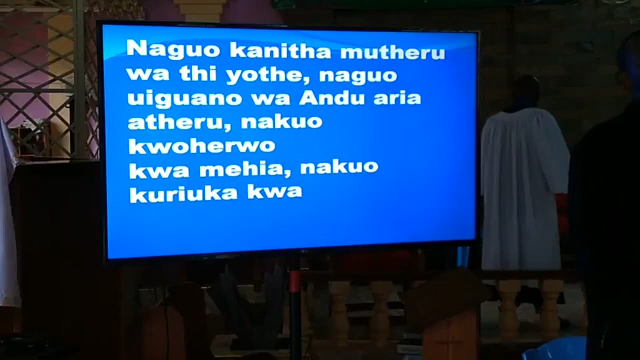 Naguo kanitha mutheru
wa thi yothe, naguo
uiguano wa Andu aria
atheru, nakuo
kwoherwo
kwa mehia, nakuo
kuriuka kwa